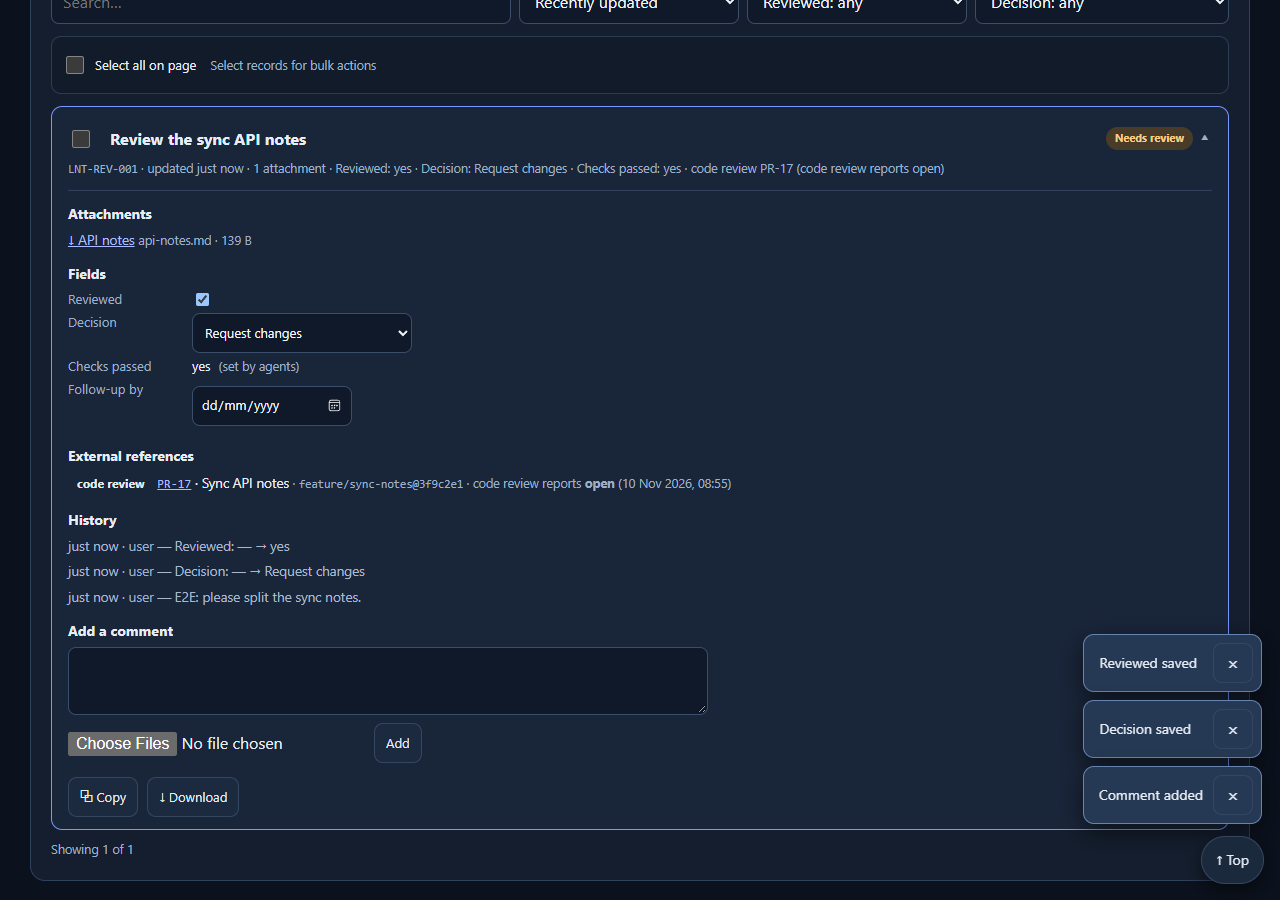 Search...
Recently updated
Reviewed: any
Decision: any
Select all on page
Select records for bulk actions
Review the sync API notes
Needs review
LNT-REV-001 · updated just now · 1 attachment · Reviewed: yes · Decision: Request changes · Checks passed: yes · code review PR-17 (code review reports open)
Attachments
↓ API notes api-notes.md · 139 B
Fields
Reviewed
Decision
Request changes
Checks passed
yes (set by agents)
Follow-up by
dd/mm/yyyy
External references
code review PR-17 · Sync API notes · feature/sync-notes@3f9c2e1 · code review reports open (10 Nov 2026, 08:55)
History
just now · user — Reviewed: — → yes
just now · user — Decision: — → Request changes
just now · user — E2E: please split the sync notes.
Add a comment
Choose Files No file chosen
Add
Copy
↓ Download
Reviewed saved ×
Decision saved ×
Comment added ×
Showing 1 of 1
↑ Top